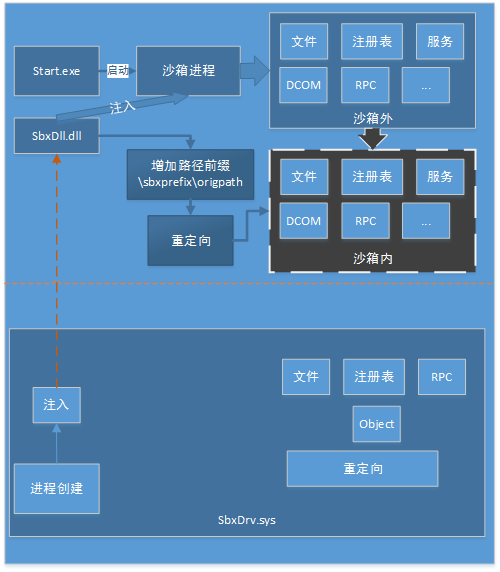 文件
注册表
服务
Start.exe
启动
沙箱进程
DCOM
RPC
...
注入
沙箱外
SbxDll.dll
增加路径前缀
\sbxprefix\origpath
文件
注册表
服务
重定向
DCOM
RPC
...
沙箱内
文件
注册表
RPC
注入
Object
重定向
进程创建
SbxDrv.sys